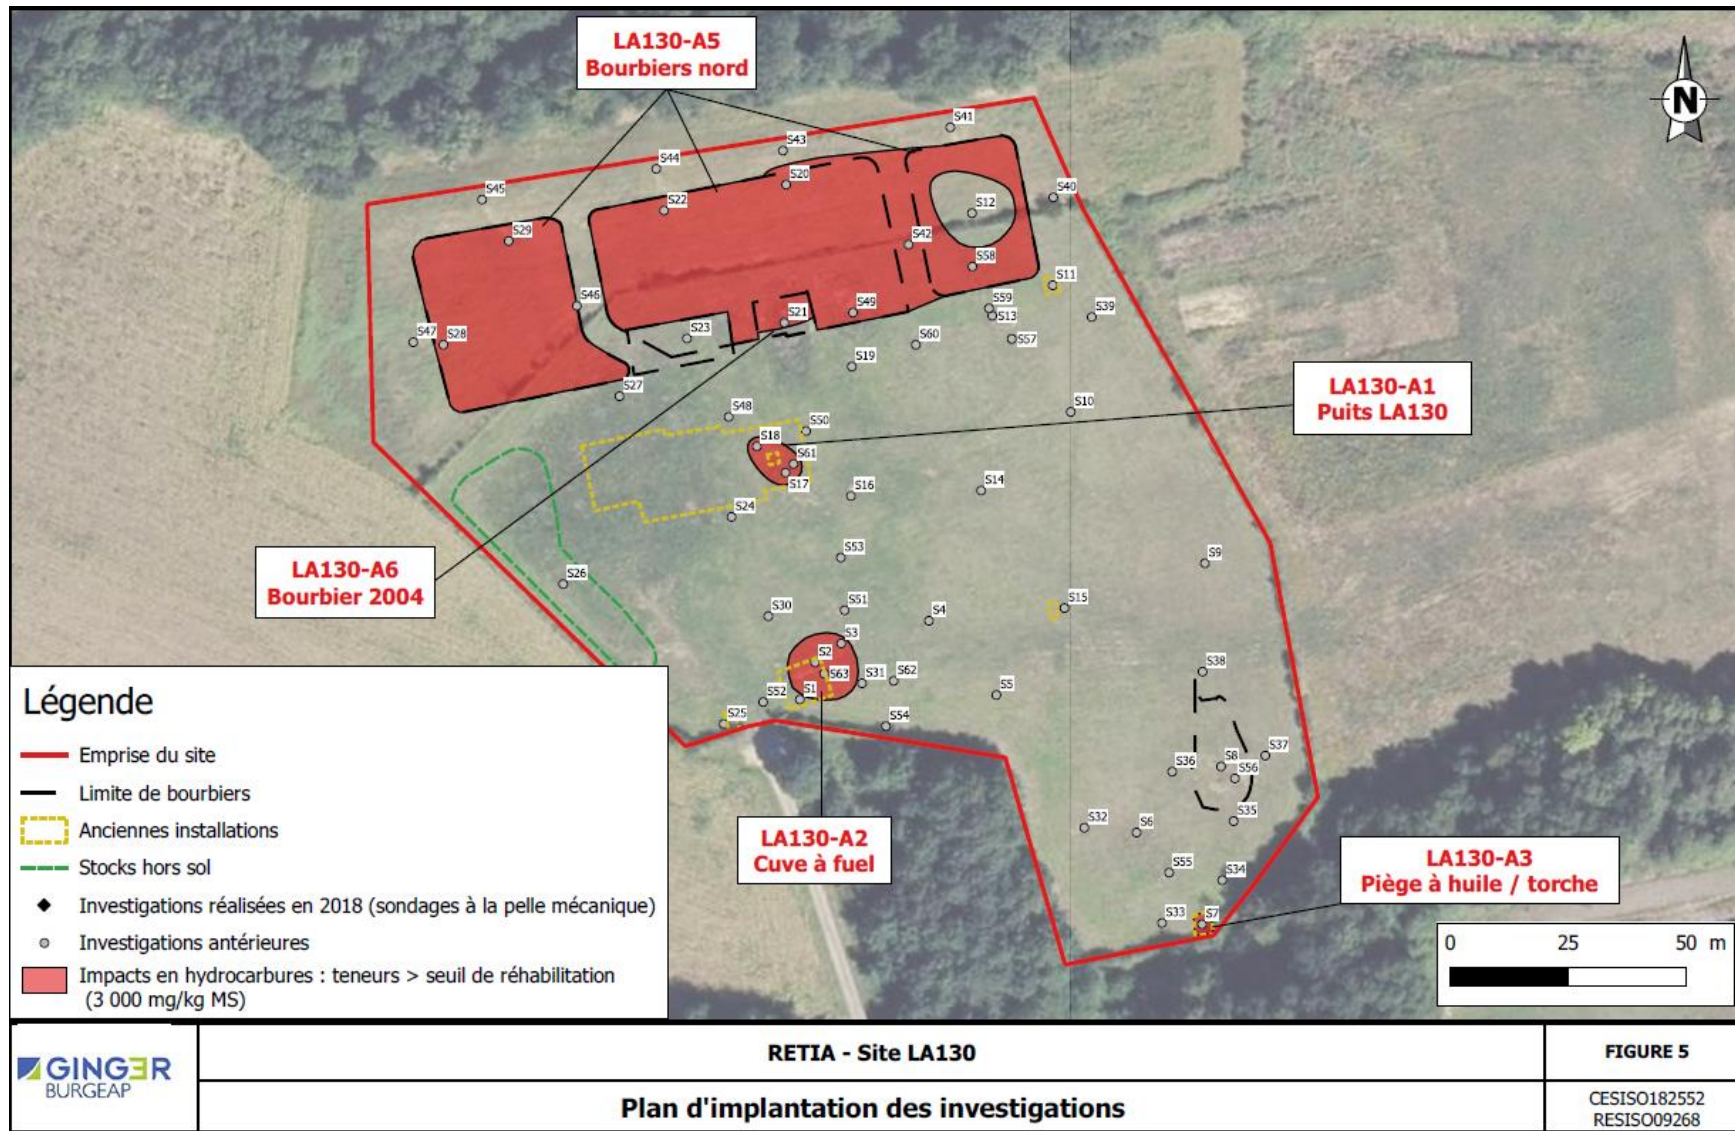 LA130-A5
Bourbiers nord
N
S41
S43
S44
S20
S40
S45
S22
S12
S29
S42
S58
S11
S46
S59
S49
S21
S13
S39
S23
S47
S28
S60
S57
S19
LA130-A1
Puits LA130
S27
S10
S48
S50
S18
S61
S17
S14
S16
S24
S53
S9
LA130-A6
Bourbier 2004
S26
S51
S15
S30
S4
S3
S2
S38
S63
S31
S62
S5
S1
S52
S25
S54
S37
S8
S36
S56
S35
S32
S6
LA130-A2
Cuve à fuel
S55
S34
LA130-A3
Piège à huile / torche
S33
S7
Légende
Emprise du site
Limite de bourbiers
Anciennes installations
Stocks hors sol
Investigations réalisées en 2018 (sondages à la pelle mécanique)
Investigations antérieures
Impacts en hydrocarbures : teneurs > seuil de réhabilitation
(3 000 mg/kg MS)
0 25 50 m
GINGER
BURGEAP
RETIA - Site LA130
FIGURE 5
Plan d'implantation des investigations
CESISO182552
RESISO09268